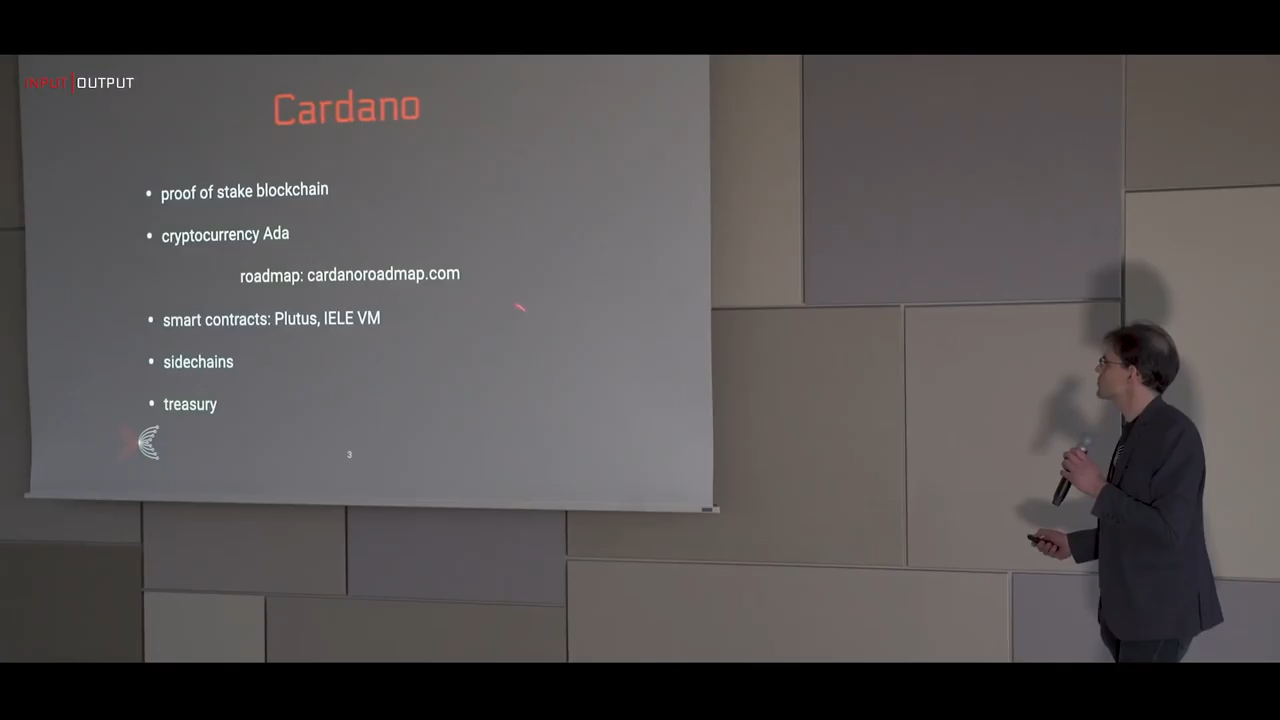 INPUT|OUTPUT
Cardano
• proof of stake blockchain
• cryptocurrency Ada
roadmap: cardanoroadmap.com
• smart contracts: Plutus, IELE VM
• sidechains
• treasury
3